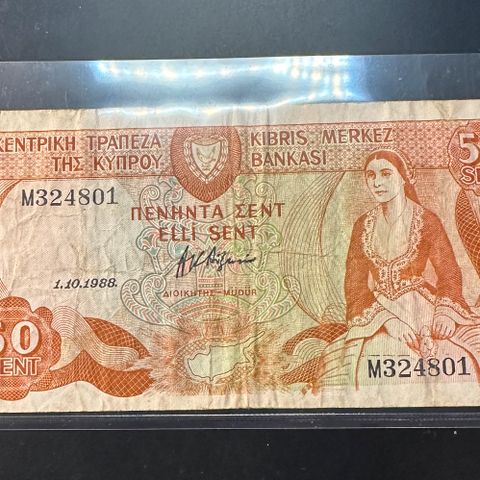 ΚΕΝΤΡΙΚΗ ΤΡΑΠΕΖΑ
ΤΗΣ ΚΥΠΡΟΥ
KIBRIS MERKEZ
BANKASI
M324801
ΠΕΝΗΝΤΑ ΣΕΝΤ
ELLI SENT
1.10.1988.
ΔΙΟΙΚΗΤΗΣ-MÜDÜR
50
SENT
M324801